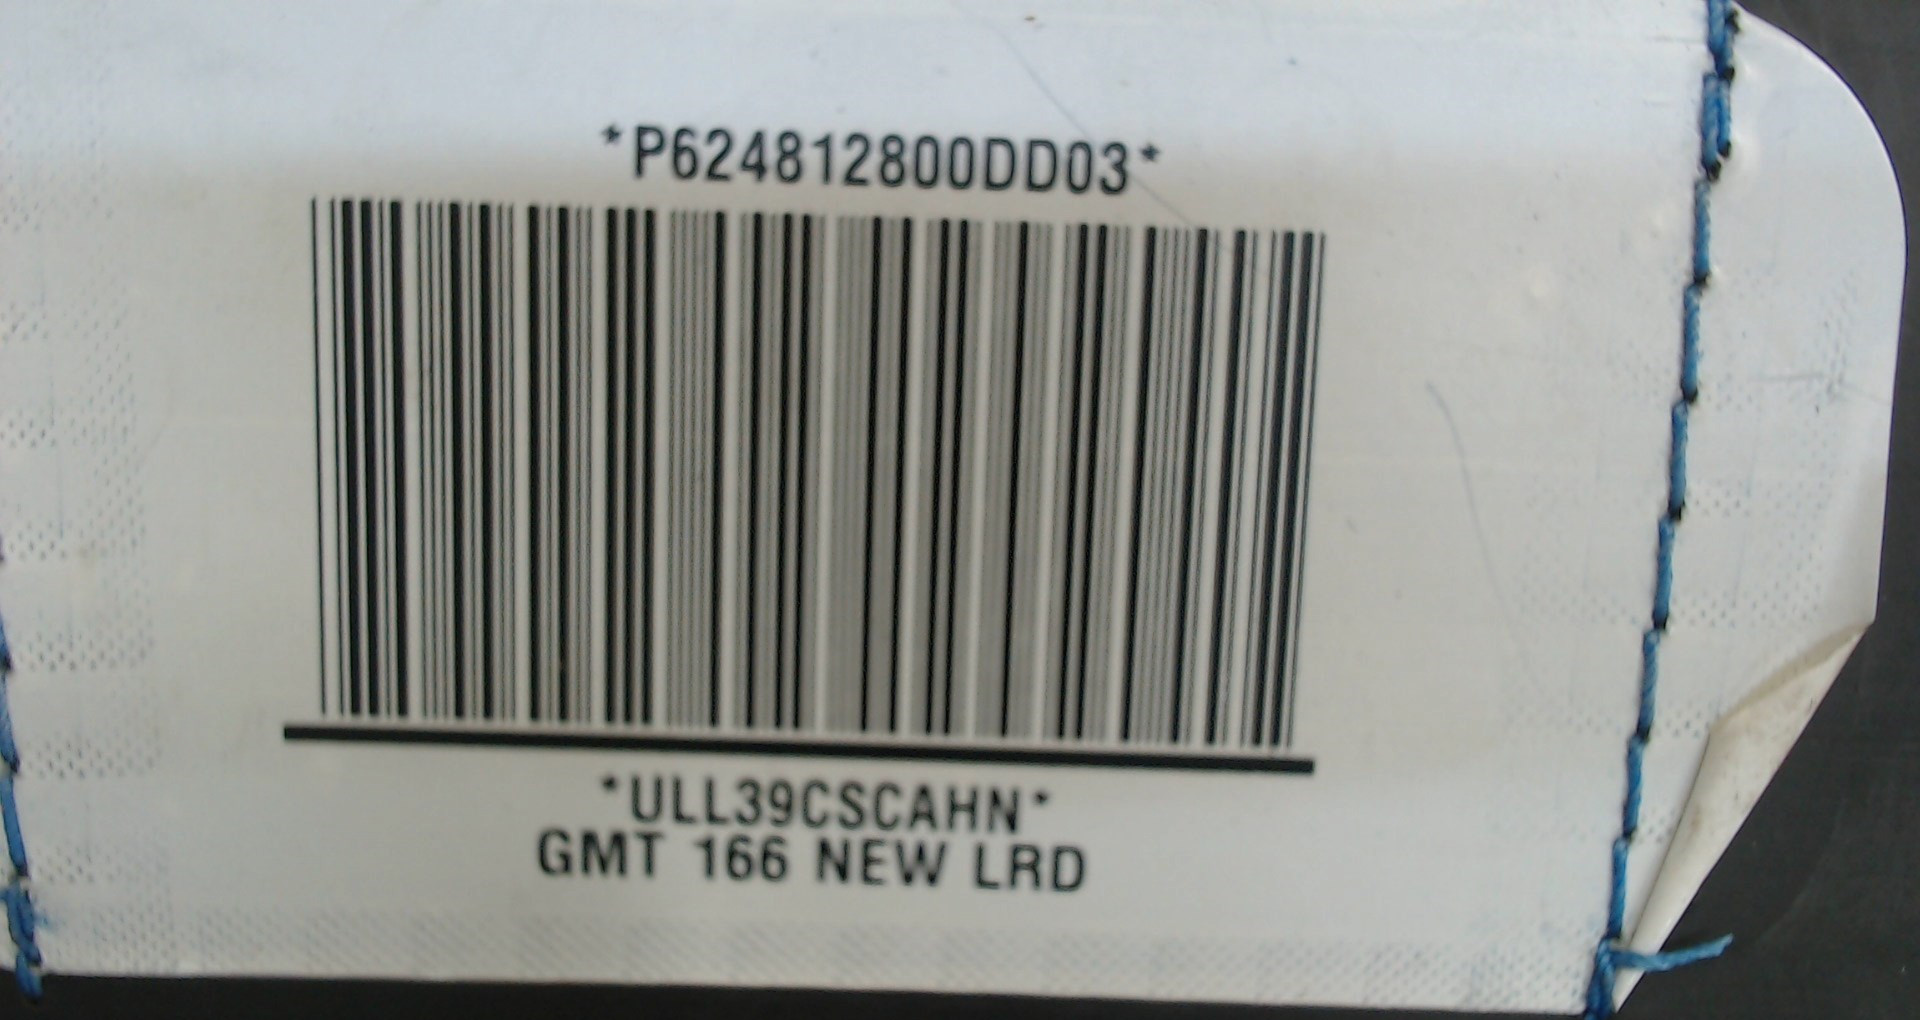 *P624812800DD03*
*ULL39CSCAHN*
GMT 166 NEW LRD